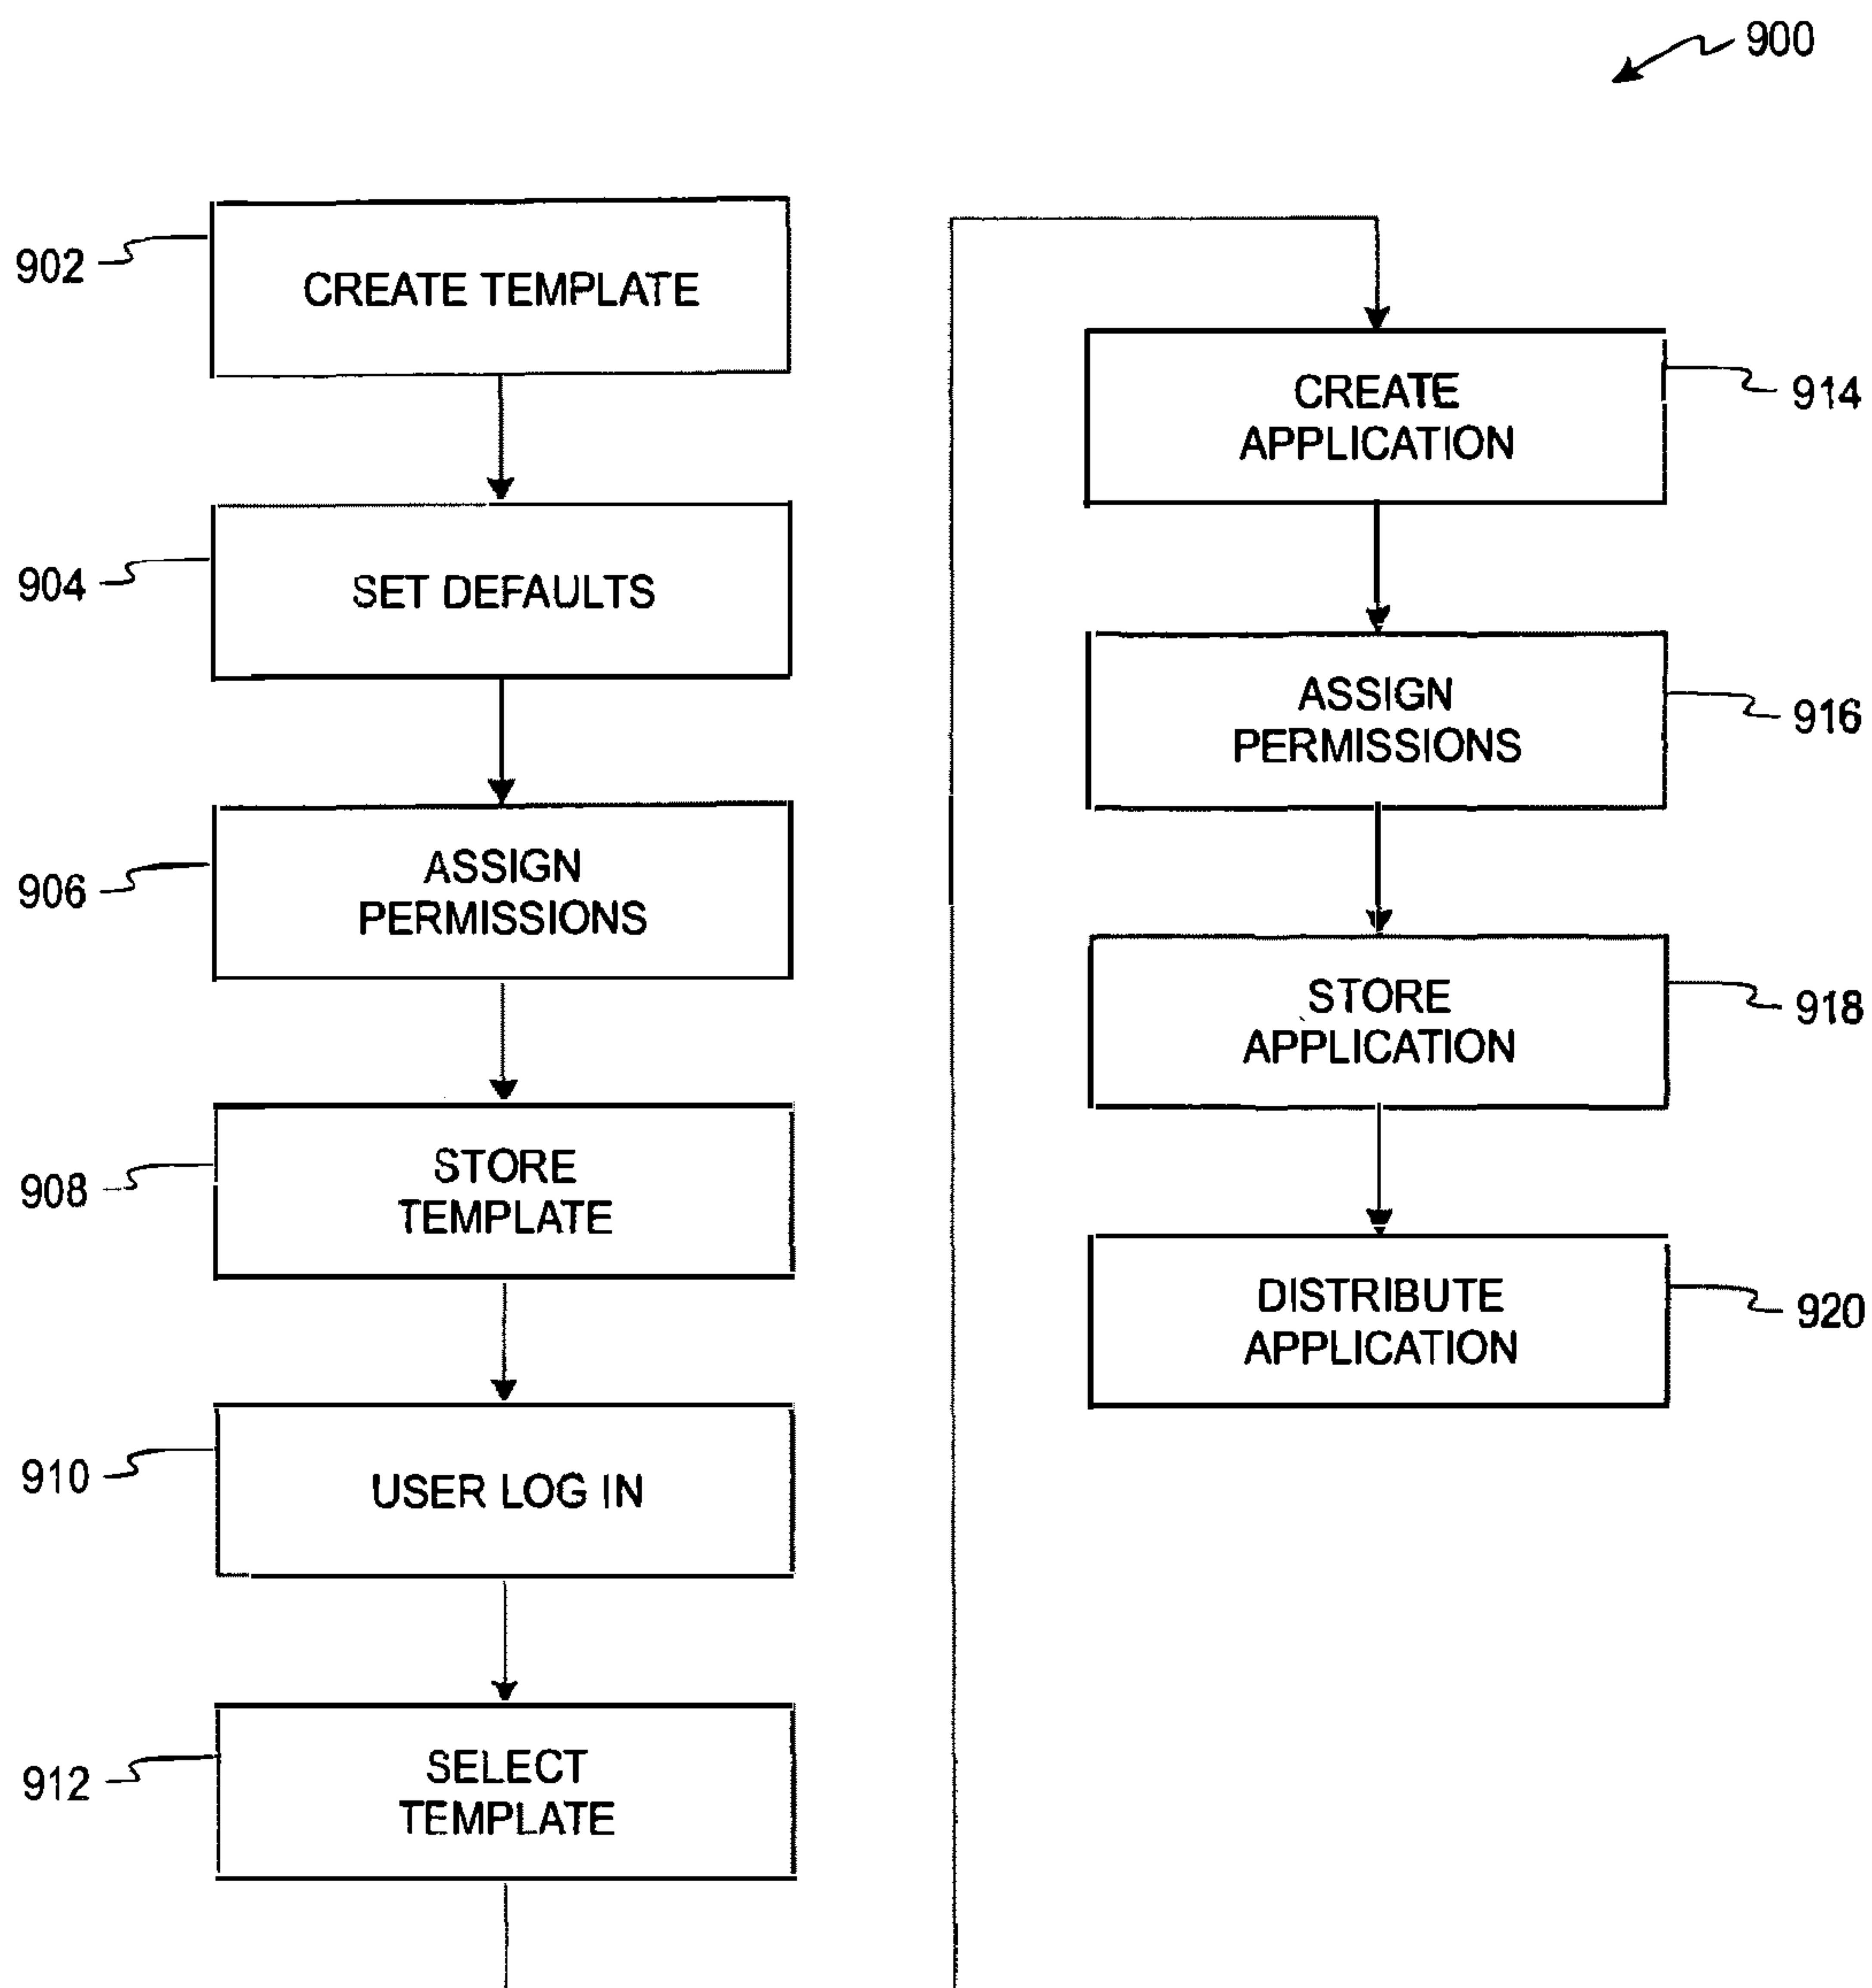 900
902
CREATE TEMPLATE
904
SET DEFAULTS
906
ASSIGN
PERMISSIONS
908
STORE
TEMPLATE
910
USER LOG IN
912
SELECT
TEMPLATE
CREATE
APPLICATION
914
ASSIGN
PERMISSIONS
916
STORE
APPLICATION
918
DISTRIBUTE
APPLICATION
920